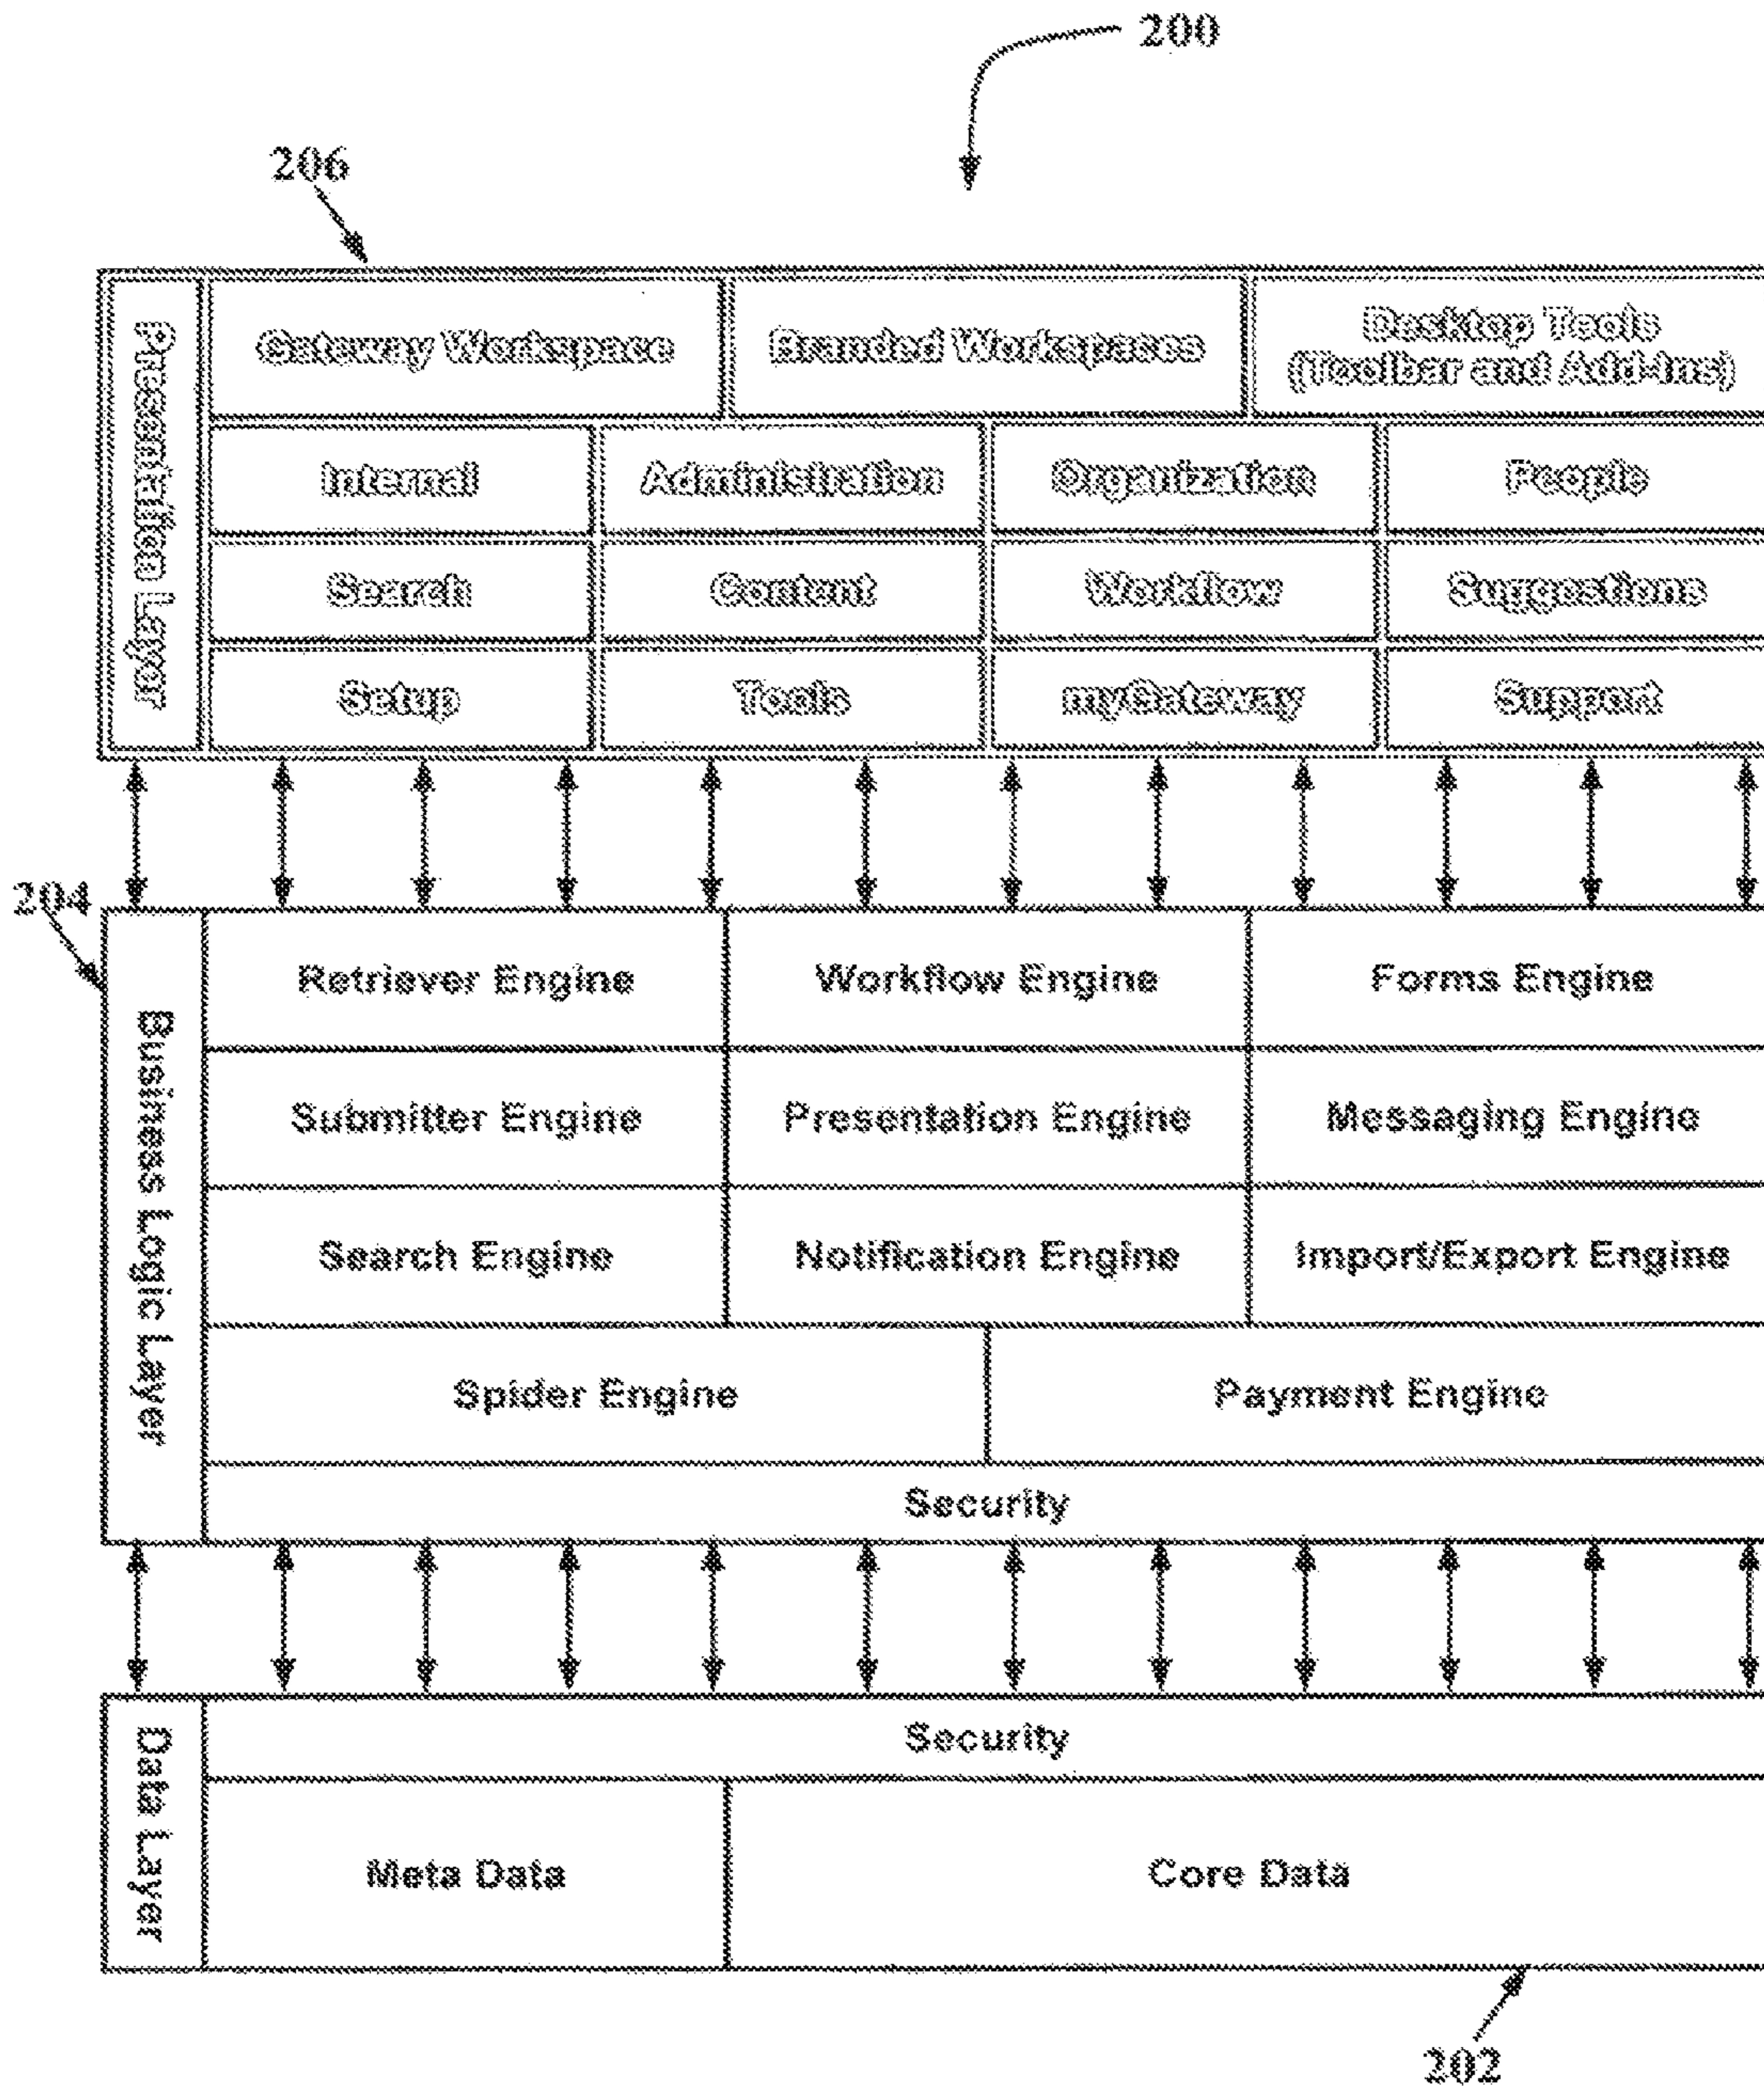 200
206
Presentation Layer
Gateway Workspace
Branded Workspaces
Desktop Tools
(Toolbar and Add-Ins)
Internal
Administration
Organization
People
Search
Content
Workflow
Suggestions
Setup
Tools
myGateway
Support
204
Business Logic Layer
Retriever Engine
Workflow Engine
Forms Engine
Submitter Engine
Presentation Engine
Messaging Engine
Search Engine
Notification Engine
Import/Export Engine
Spider Engine
Payment Engine
Security
Data Layer
Security
Meta Data
Core Data
202